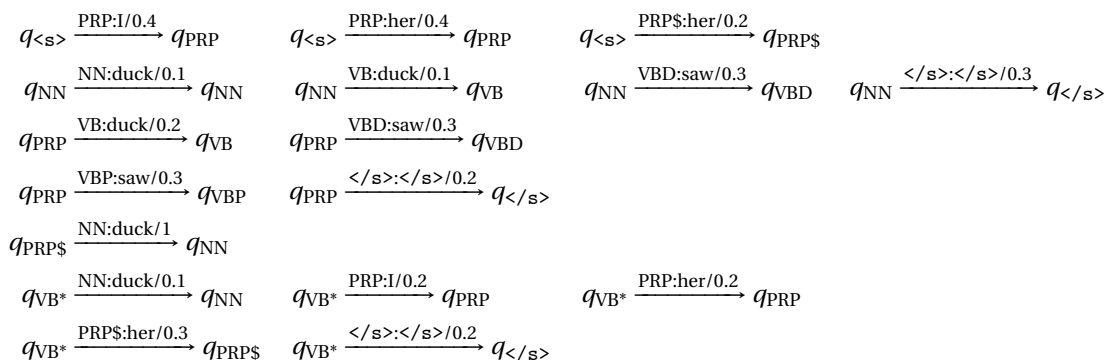 q<s> PRP:I/0.4 qPRP q<s> PRP:her/0.4 qPRP q<s> PRP$:her/0.2 qPRP$
qNN NN:duck/0.1 qNN qNN VB:duck/0.1 qVB qNN VBD:saw/0.3 qVBD qNN </s>:</s>/0.3 q</s>
qPRP VB:duck/0.2 qVB qPRP VBD:saw/0.3 qVBD
qPRP VBP:saw/0.3 qVBP qPRP </s>:</s>/0.2 q</s>
qPRP$ NN:duck/1 qNN
qVB* NN:duck/0.1 qNN qVB* PRP:I/0.2 qPRP qVB* PRP:her/0.2 qPRP
qVB* PRP$:her/0.3 qPRP$ qVB* </s>:</s>/0.2 q</s>